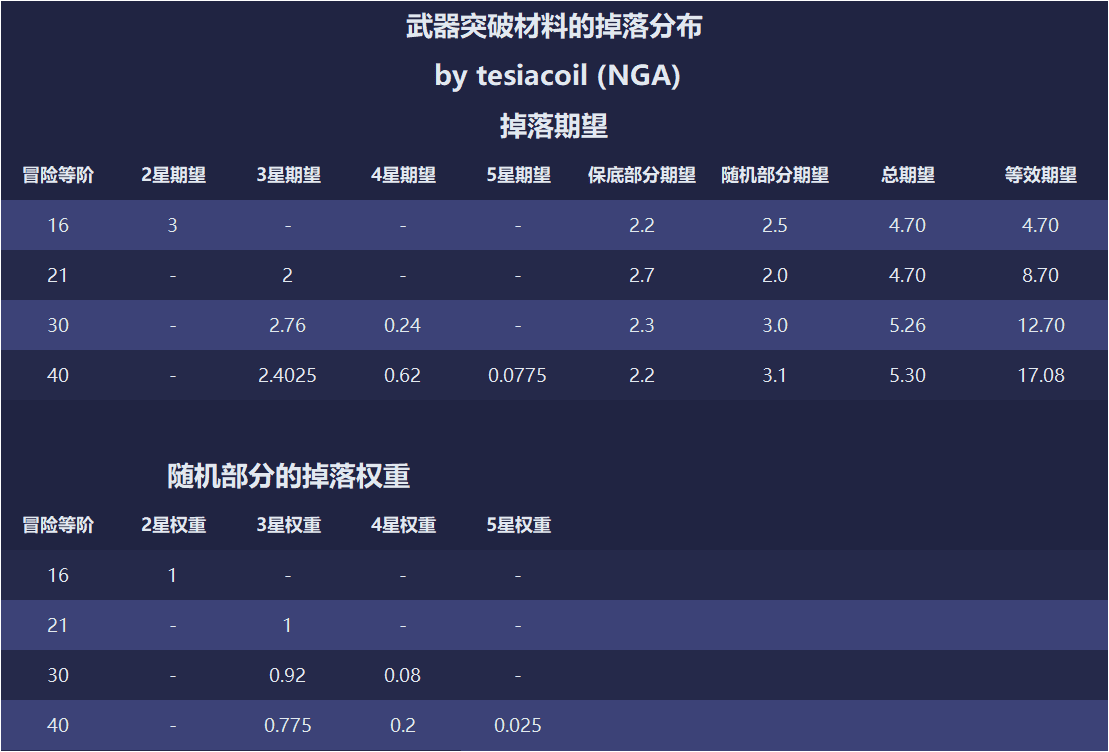 武器突破材料的掉落分布
by tesiacoil (NGA)
掉落期望
冒险等阶 2星期望 3星期望 4星期望 5星期望 保底部分期望 随机部分期望 总期望 等效期望
16 3 - - - 2.2 2.5 4.70 4.70
21 - 2 - - 2.7 2.0 4.70 8.70
30 - 2.76 0.24 - 2.3 3.0 5.26 12.70
40 - 2.4025 0.62 0.0775 2.2 3.1 5.30 17.08
随机部分的掉落权重
冒险等阶 2星权重 3星权重 4星权重 5星权重
16 1 - - -
21 - 1 - -
30 - 0.92 0.08 -
40 - 0.775 0.2 0.025